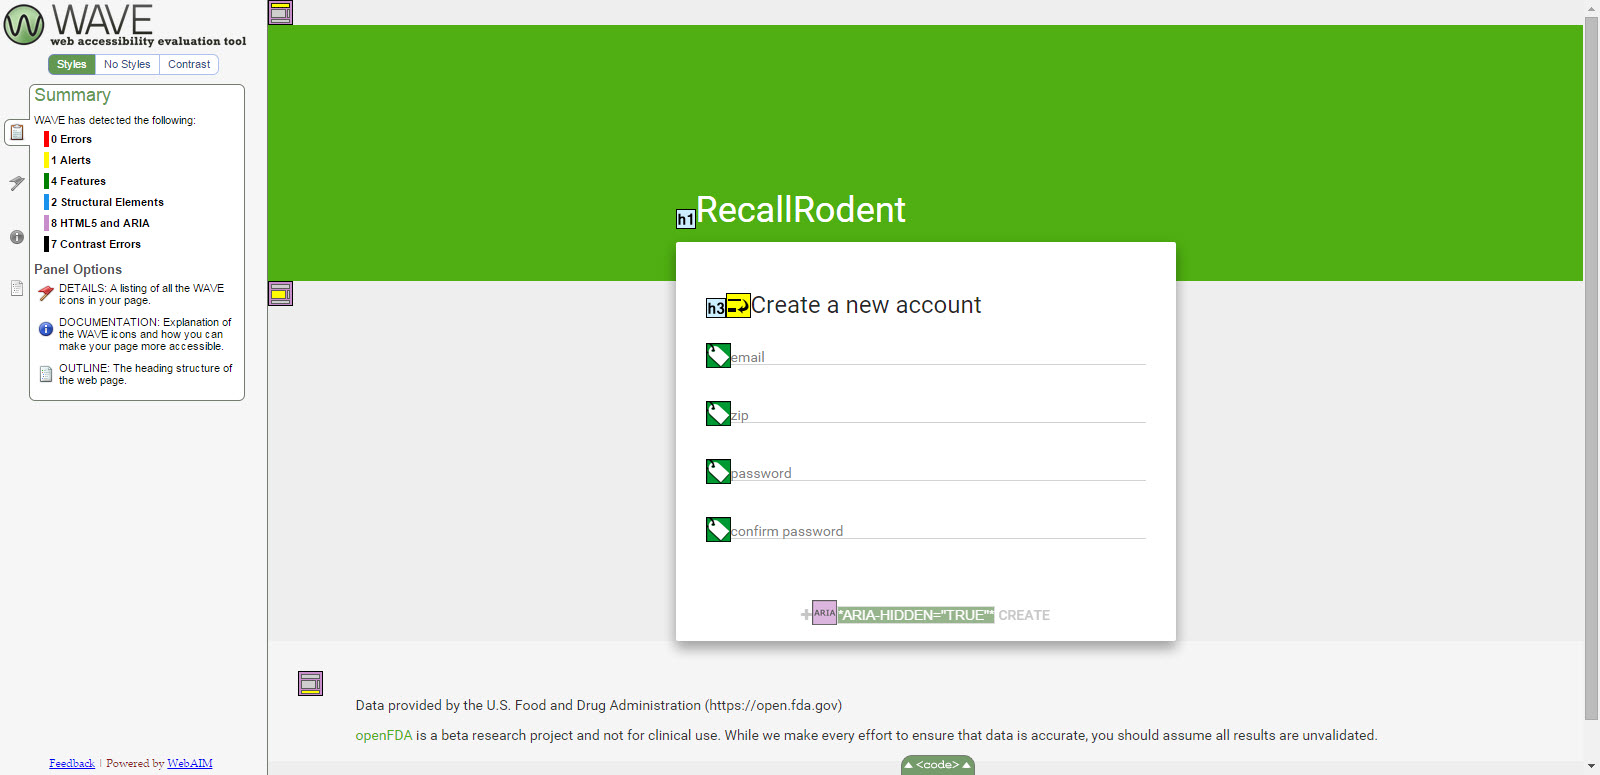 WAVE
web accessibility evaluation tool
Styles No Styles Contrast
Summary
WAVE has detected the following:
0 Errors
1 Alerts
4 Features
2 Structural Elements
8 HTML5 and ARIA
7 Contrast Errors
Panel Options
DETAILS: A listing of all the WAVE
icons in your page.
DOCUMENTATION: Explanation of
the WAVE icons and how you can
make your page more accessible.
OUTLINE: The heading structure of
the web page.
Feedback | Powered by WebAIM
h1 RecallRodent
h3 Create a new account
email
zip
password
confirm password
+ ARIA *ARIA-HIDDEN="TRUE"* CREATE
Data provided by the U.S. Food and Drug Administration (https://open.fda.gov)
openFDA is a beta research project and not for clinical use. While we make every effort to ensure that data is accurate, you should assume all results are unvalidated.
<code>